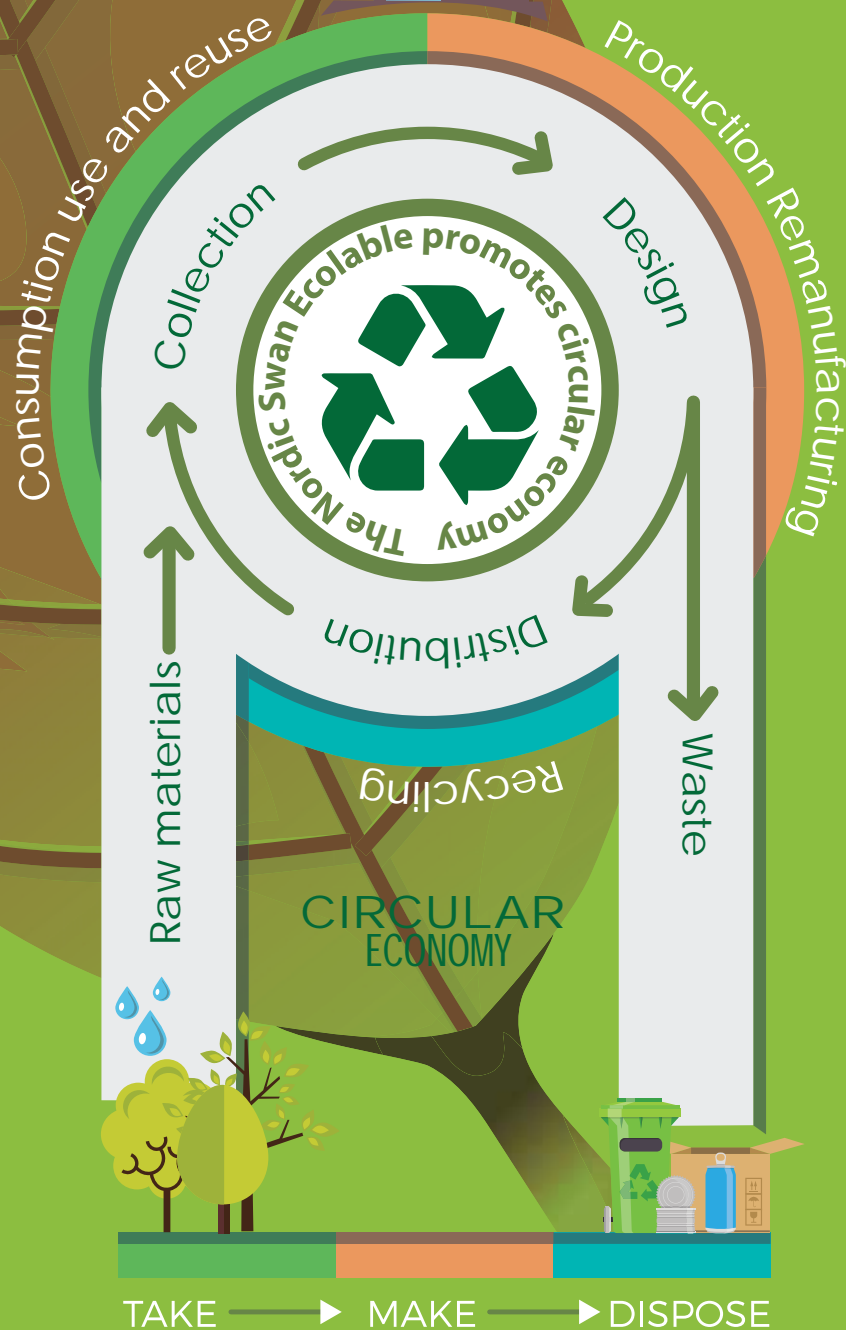 Consumption use and reuse
Production Remanufacturing
Collection
Design
The Nordic Swan Ecolable promotes circular economy
Distribution
Recycling
Raw materials
Waste
CIRCULAR
ECONOMY
TAKE
MAKE
DISPOSE